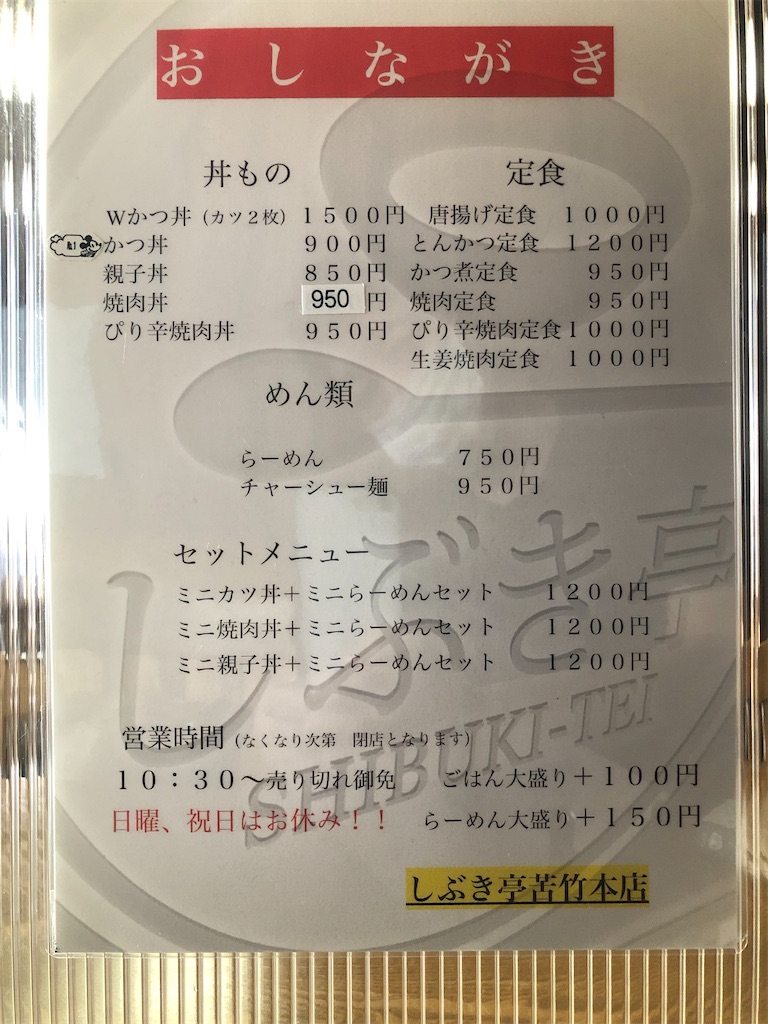 おしながき
丼もの
Wかつ丼（カツ２枚）１５００円
かつ丼 ９００円
親子丼 ８５０円
焼肉丼 950円
ぴり辛焼肉丼 ９５０円
定食
唐揚げ定食 １０００円
とんかつ定食 １２００円
かつ煮定食 ９５０円
焼肉定食 ９５０円
ぴり辛焼肉定食１０００円
生姜焼肉定食 １０００円
めん類
らーめん ７５０円
チャーシュー麺 ９５０円
セットメニュー
ミニカツ丼＋ミニらーめんセット １２００円
ミニ焼肉丼＋ミニらーめんセット １２００円
ミニ親子丼＋ミニらーめんセット １２００円
しぶき亭
SHIBUKI-TEI
営業時間（なくなり次第 閉店となります）
１０：３０～売り切れ御免 ごはん大盛り＋１００円
日曜、祝日はお休み！！ らーめん大盛り＋１５０円
しぶき亭苦竹本店